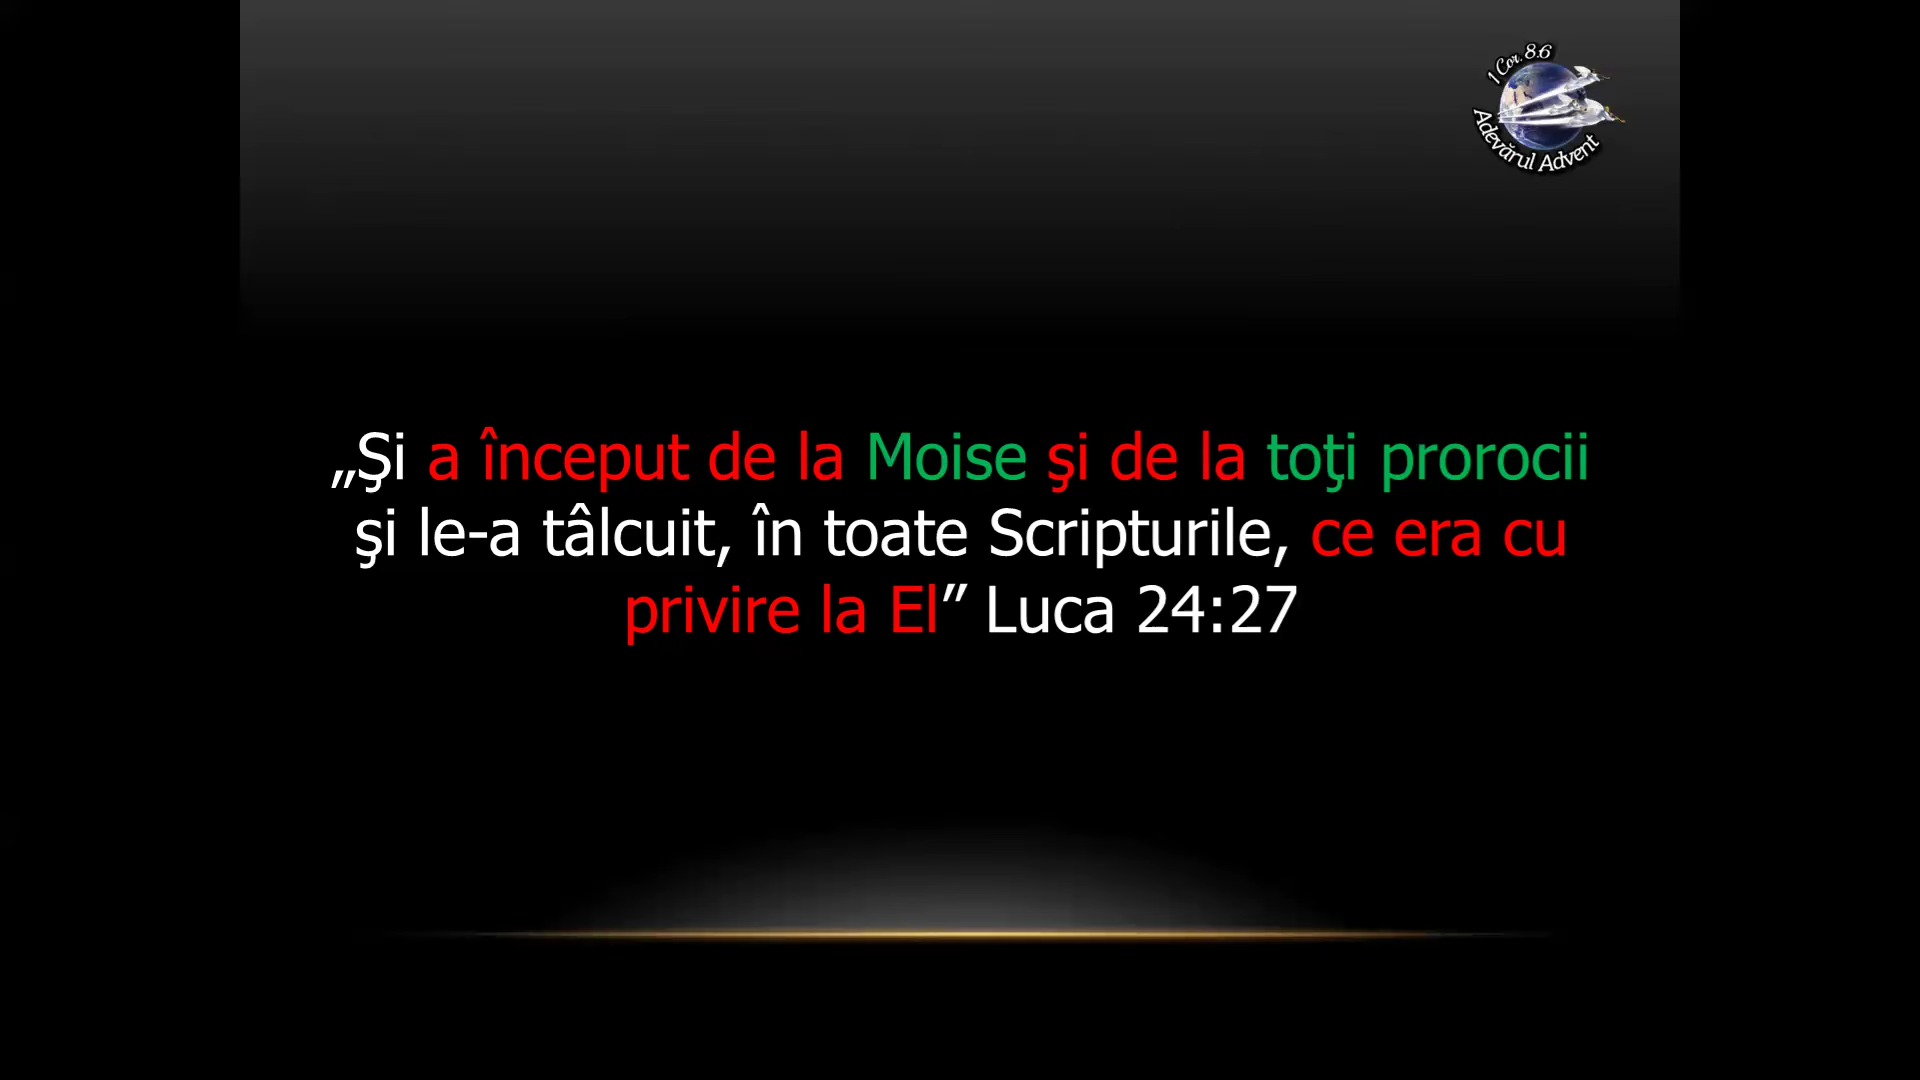 1 Cor. 8:6
Adevărul Advent
„Şi a început de la Moise şi de la toţi prorocii
şi le-a tâlcuit, în toate Scripturile, ce era cu
privire la El” Luca 24:27